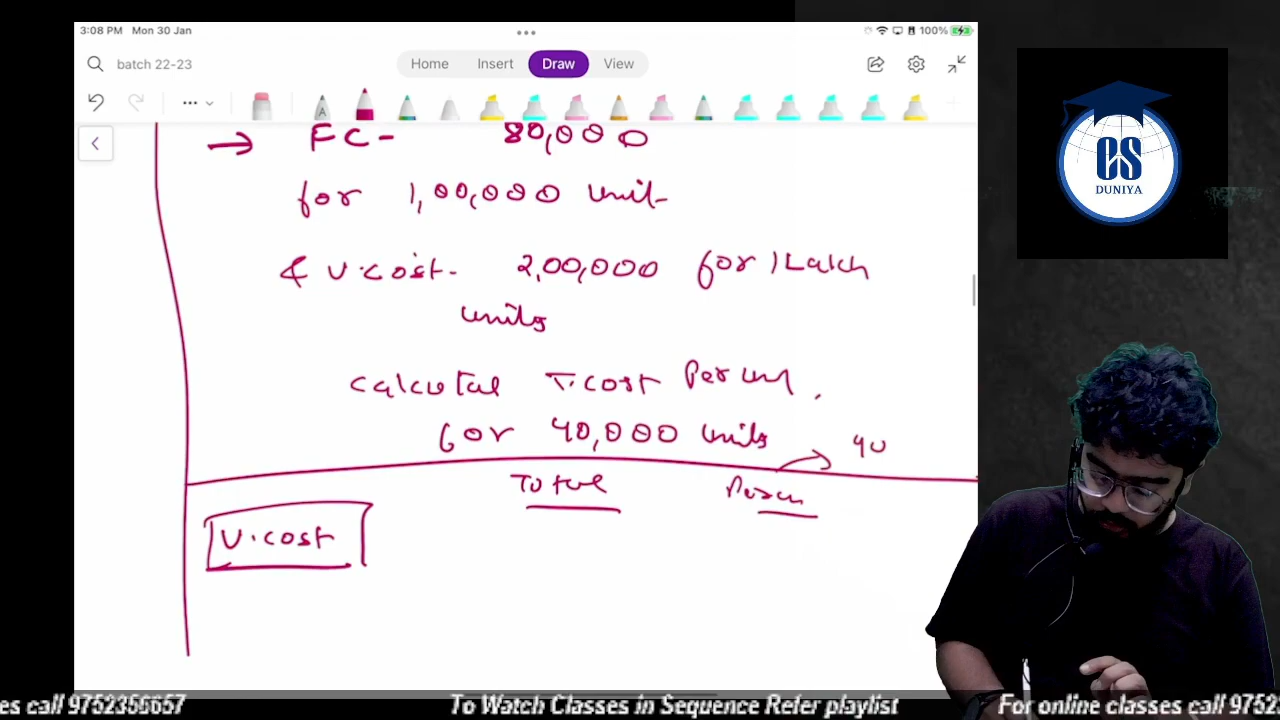 3:08 PM Mon 30 Jan
100%
batch 22-23
Home Insert Draw View
→ FC - 80,000
for 1,00,000 unit
& V.cost - 2,00,000 for 1 Lakh
units
T.cost Per unit
for 40,000 units
→ 40
Total Per un
V.cost
CS
DUNIYA
es call 9752356657 To Watch Classes in Sequence Refer playlist For online classes call 9752